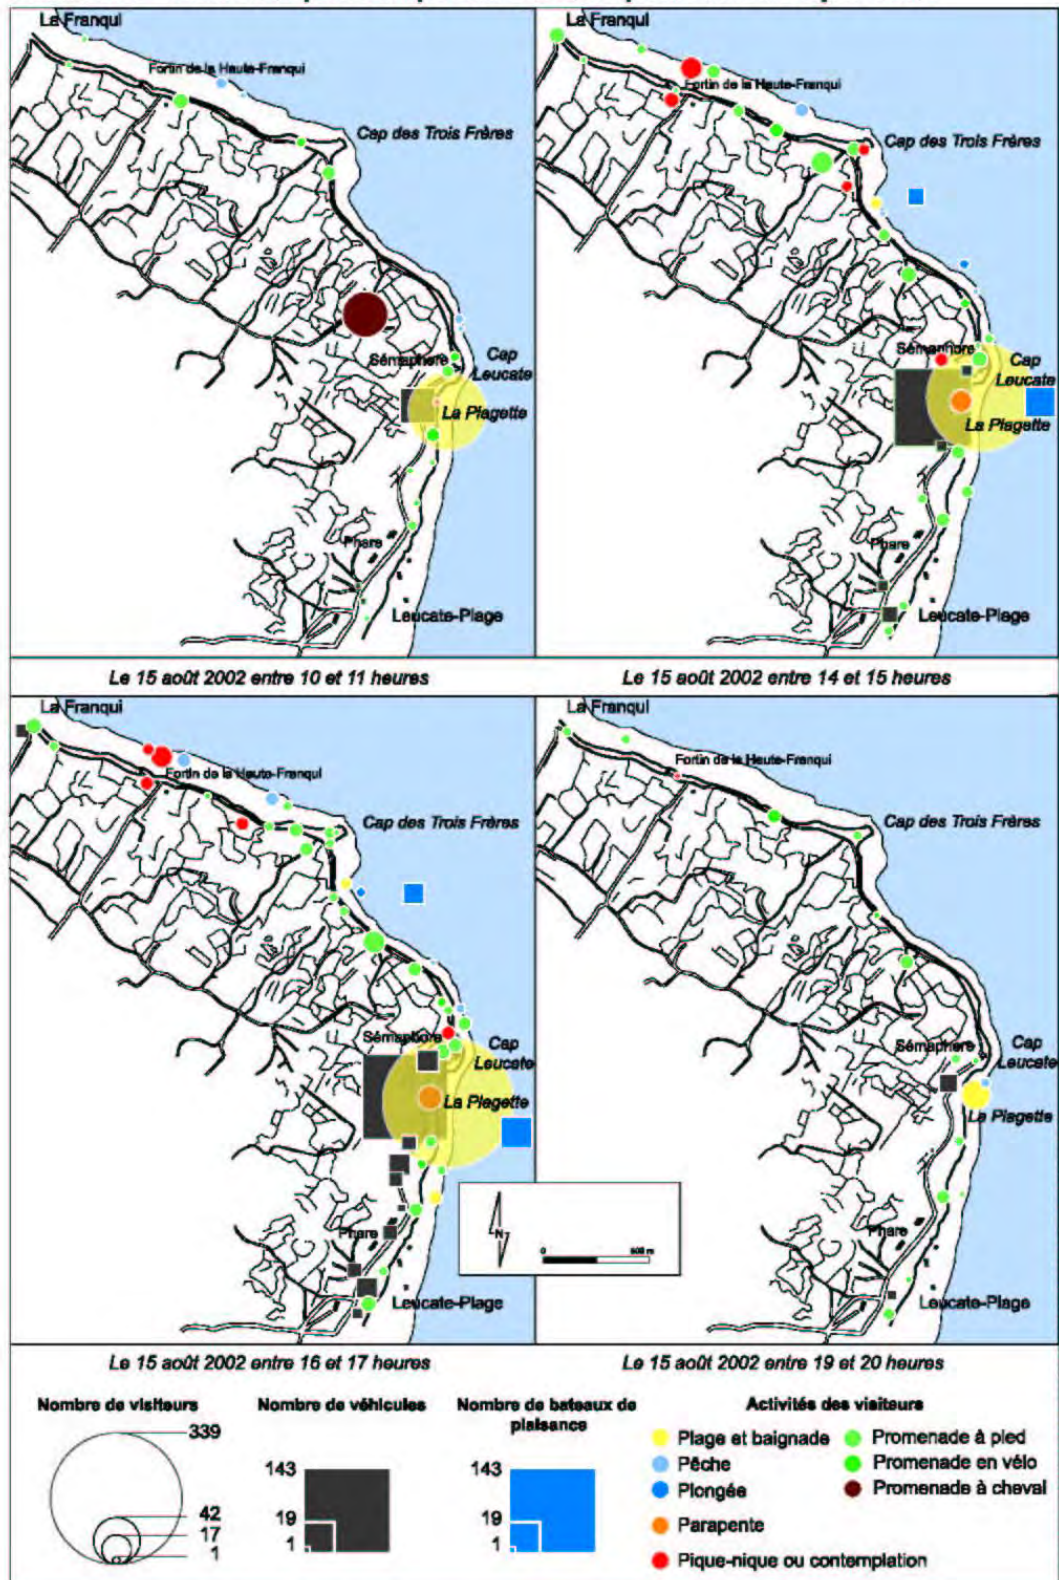 La Franqui
Fortin de la Haute-Franqui
Cap des Trois Frères
Sémaphore
Cap
Leucate
La Plagette
Phare
Leucate-Plage
La Franqui
Fortin de la Haute-Franqui
Cap des Trois Frères
Sémaphore
Cap
Leucate
La Plagette
Phare
Leucate-Plage
Le 15 août 2002 entre 10 et 11 heures
Le 15 août 2002 entre 14 et 15 heures
La Franqui
Fortin de la Haute-Franqui
Cap des Trois Frères
Sémaphore
Cap
Leucate
La Plagette
Phare
Leucate-Plage
La Franqui
Fortin de la Haute-Franqui
Cap des Trois Frères
Sémaphore
Cap
Leucate
La Plagette
Phare
Leucate-Plage
N
0
Le 15 août 2002 entre 16 et 17 heures
Le 15 août 2002 entre 19 et 20 heures
Nombre de visiteurs
339
42
17
1
Nombre de véhicules
143
19
1
Nombre de bateaux de
plaisance
143
19
1
Activités des visiteurs
Plage et baignade
Pêche
Plongée
Parapente
Pique-nique ou contemplation
Promenade à pied
Promenade en vélo
Promenade à cheval